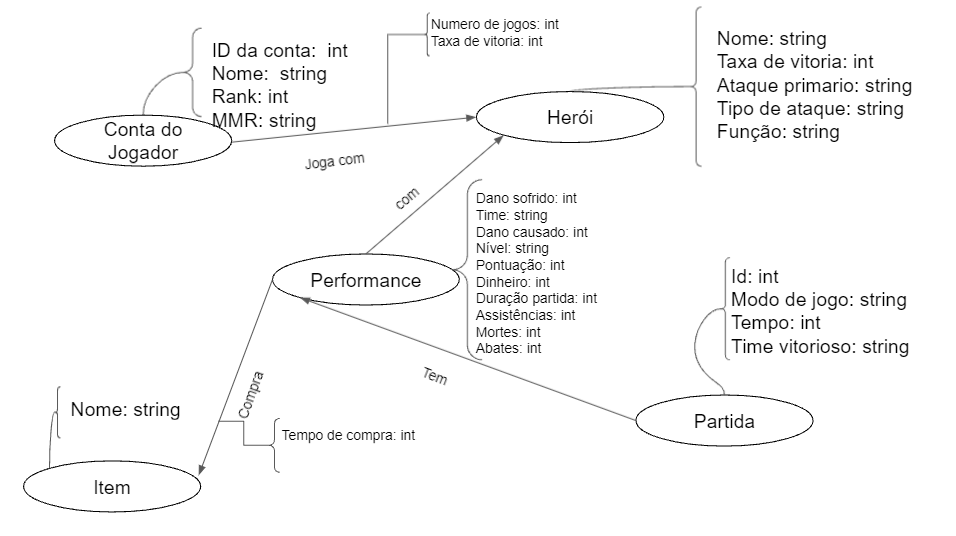 Numero de jogos: int
Taxa de vitoria: int
ID da conta:  int
Nome:  string
Rank: int
MMR: string
Nome: string
Taxa de vitoria: int
Ataque primario: string
Tipo de ataque: string
Função: string
Conta do
Jogador
Herói
Joga com
com
Dano sofrido: int
Time: string
Dano causado: int
Nível: string
Pontuação: int
Dinheiro: int
Duração partida: int
Assistências: int
Mortes: int
Abates: int
Performance
Id: int
Modo de jogo: string
Tempo: int
Time vitorioso: string
Tem
Compra
Nome: string
Tempo de compra: int
Partida
Item